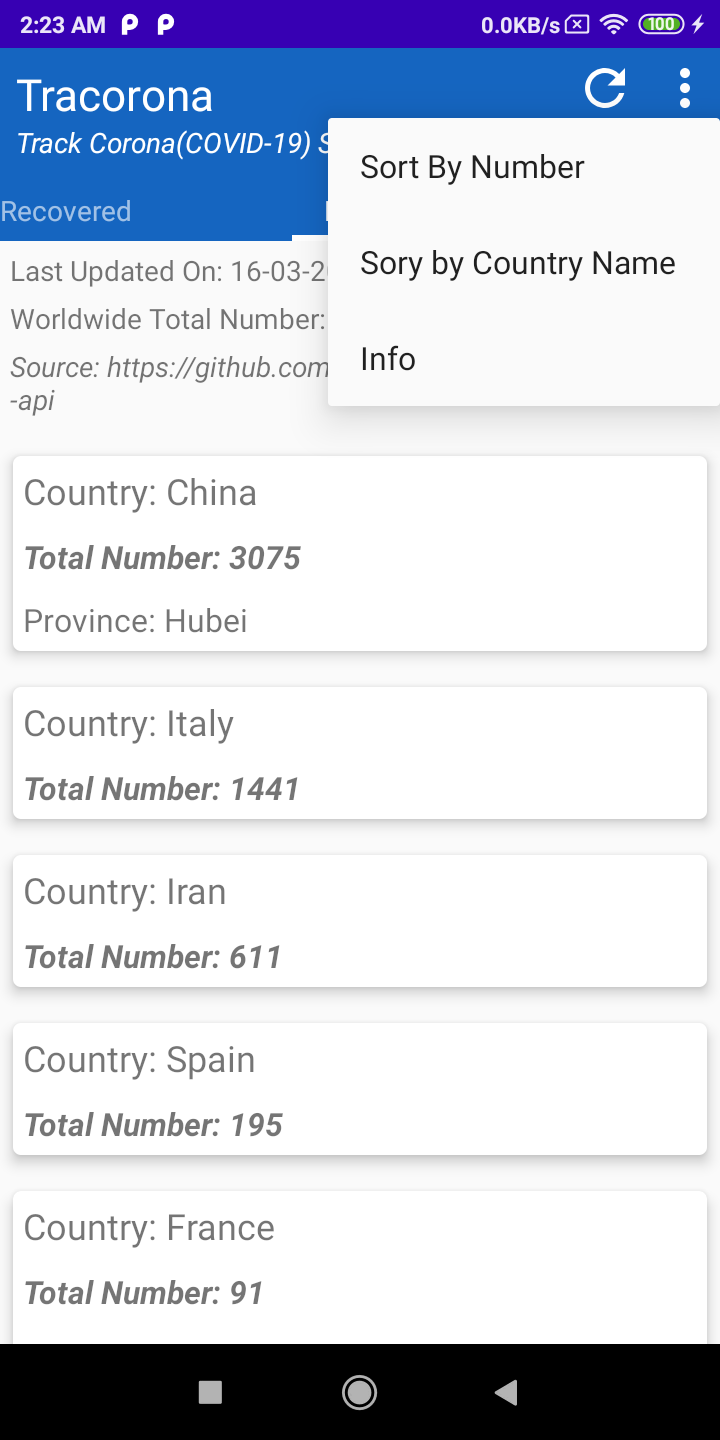 2:23 AM
0.0KB/s
100
Tracorona
Track Corona(COVID-19)
Sort By Number
Recovered
Sory by Country Name
Last Updated On: 16-03-2
Worldwide Total Number:
Info
Source: https://github.com
-api
Country: China
Total Number: 3075
Province: Hubei
Country: Italy
Total Number: 1441
Country: Iran
Total Number: 611
Country: Spain
Total Number: 195
Country: France
Total Number: 91